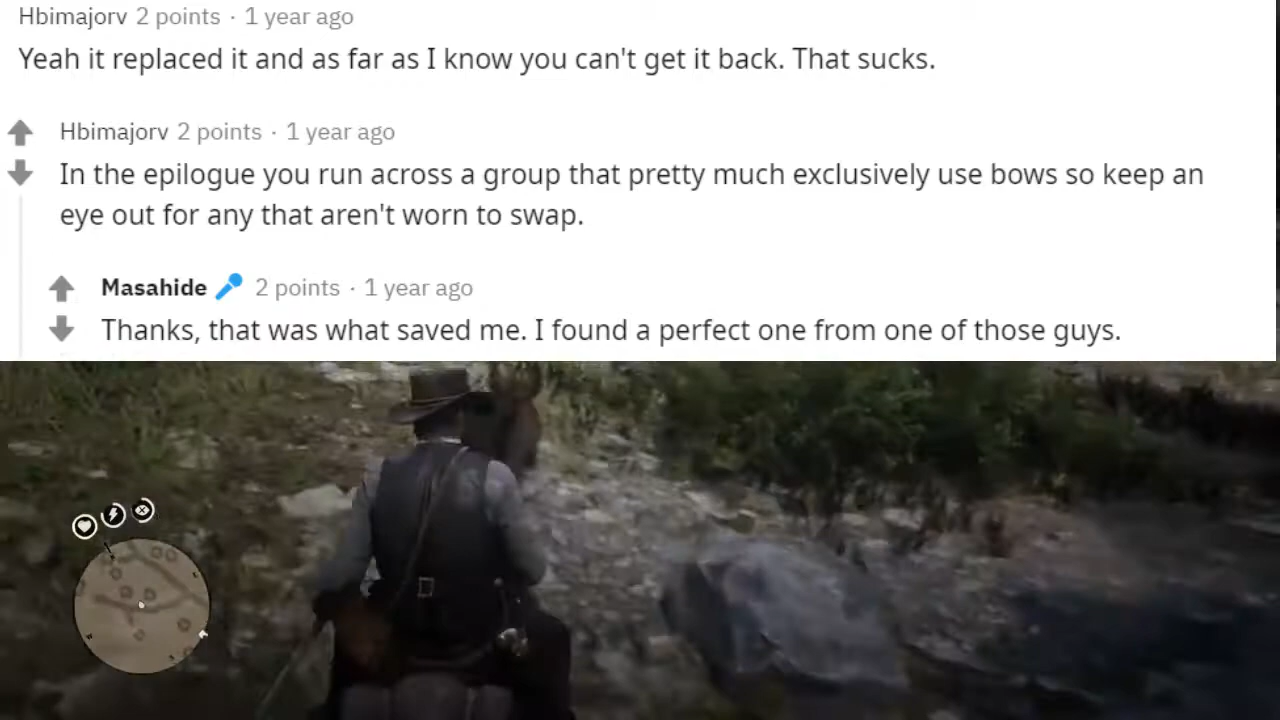 Hbimajorv 2 points · 1 year ago
Yeah it replaced it and as far as I know you can't get it back. That sucks.
Hbimajorv 2 points · 1 year ago
In the epilogue you run across a group that pretty much exclusively use bows so keep an
eye out for any that aren't worn to swap.
Masahide 2 points · 1 year ago
Thanks, that was what saved me. I found a perfect one from one of those guys.